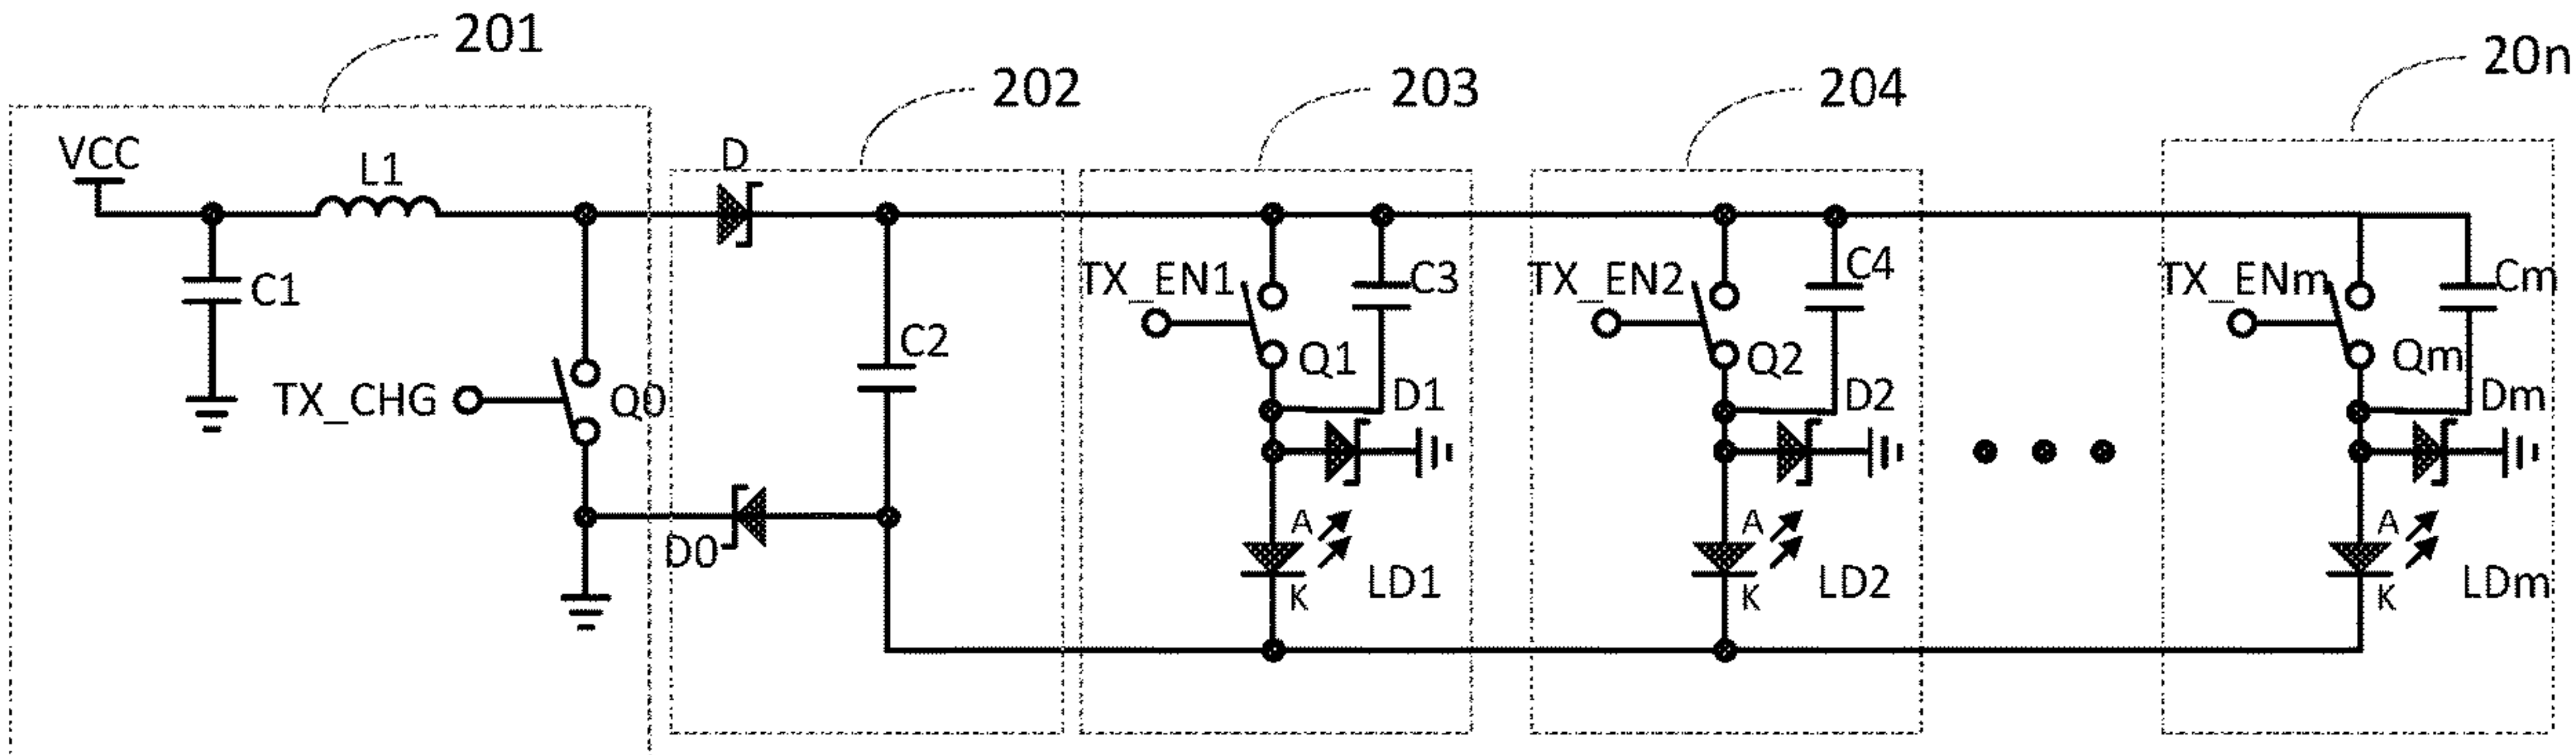 201
202
203
204
20n
VCC
L1
D
C1
TX_CHG
Q0
C2
D0
TX_EN1
C3
Q1
D1
A
K
LD1
TX_EN2
C4
Q2
D2
A
K
LD2
TX_ENm
Cm
Qm
Dm
A
K
LDm